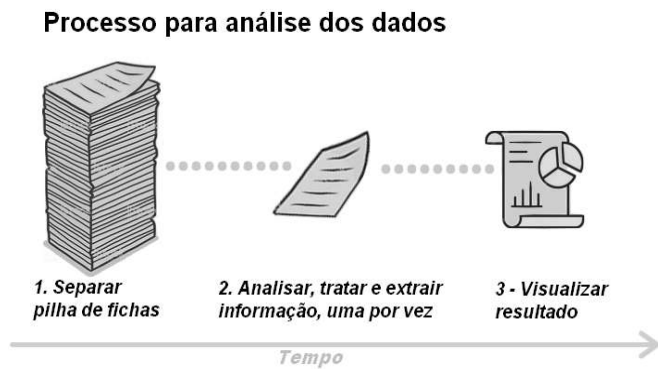 Processo para análise dos dados
1. Separar
pilha de fichas
2. Analisar, tratar e extrair
informação, uma por vez
3 - Visualizar
resultado
Tempo